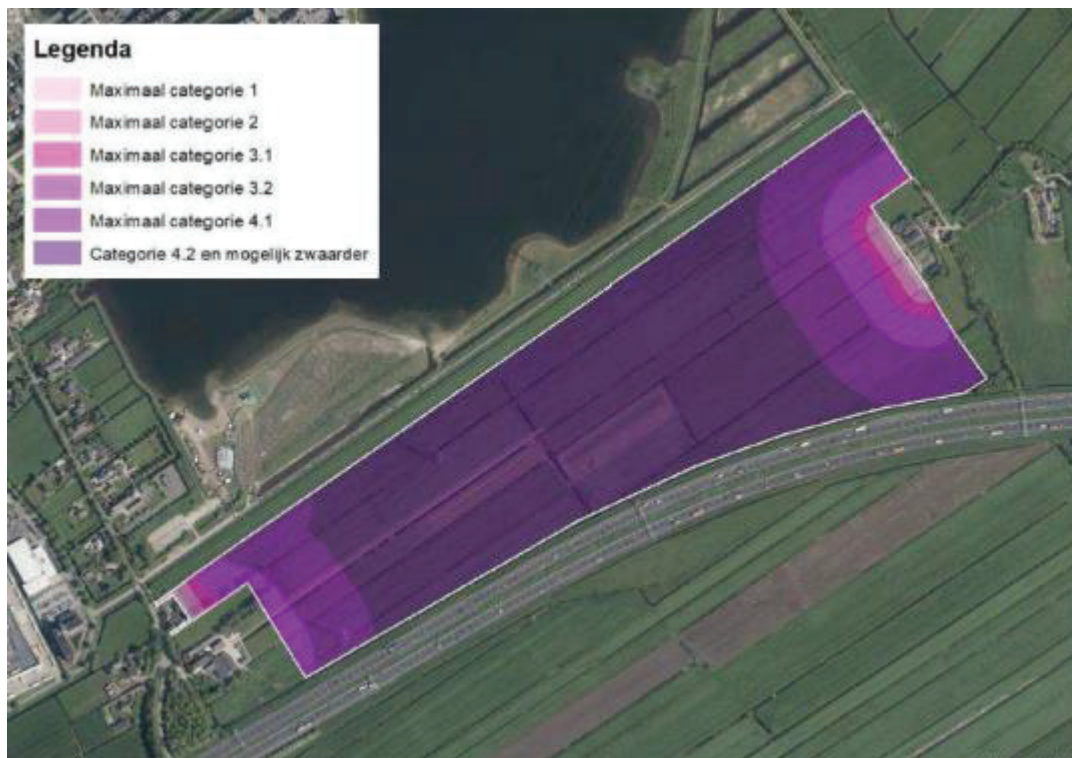 Legenda
Maximaal categorie 1
Maximaal categorie 2
Maximaal categorie 3.1
Maximaal categorie 3.2
Maximaal categorie 4.1
Categorie 4.2 en mogelijk zwaarder